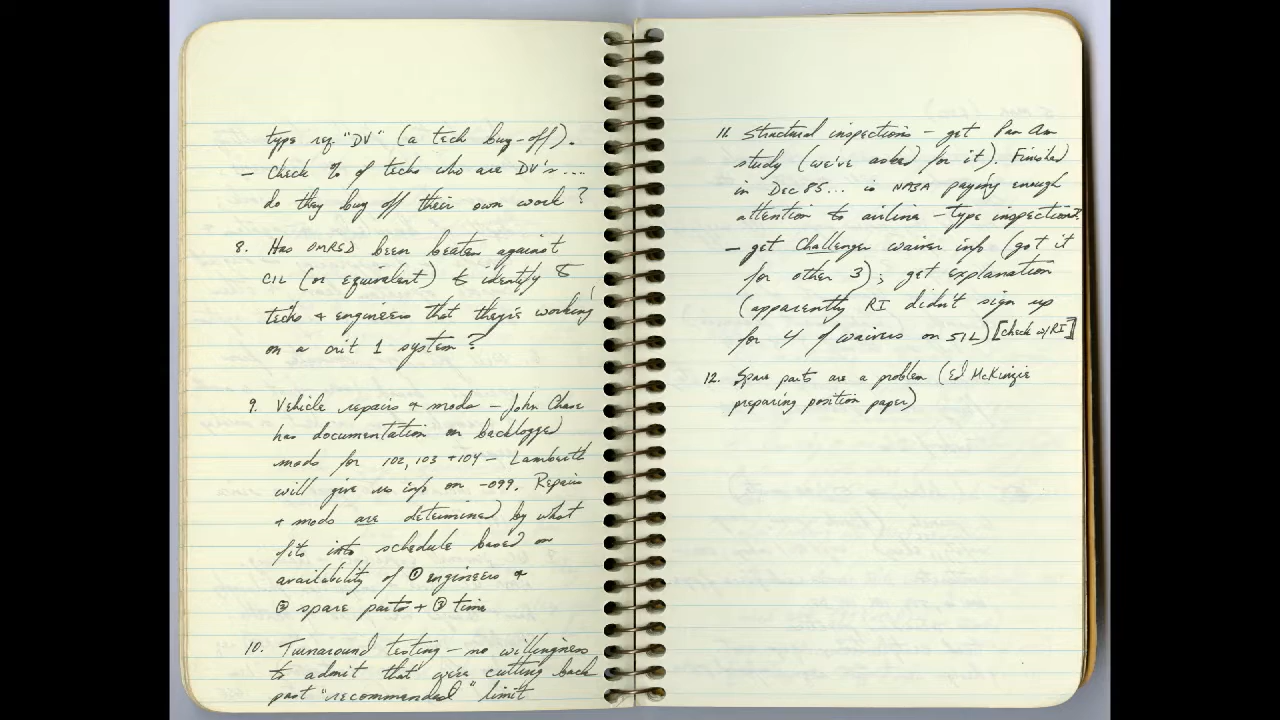 type req. "DV" (a tech buy-off).
- Check % of techs who are DV's....
do they buy off their own work?
8. Has OMRSD been beaten against
CIL (or equivalent) to identify to
techs + engineers that they're working
on a crit 1 system?
9. Vehicle repairs + mods - John Chase
has documentation on backlogged
mods for 102, 103 + 104 - Lamberth
will give us info on -099. Repairs
+ mods are determined by what
fits into schedule based on
availability of ① engineers +
② spare parts + ③ time
10. Turnaround testing - no willingness
to admit that we're cutting back
past "recommended" limit
11. Structural inspections - get Pan Am
study (we've asked for it). Finished
in Dec 85... is NASA paying enough
attention to airline-type inspections?
- get Challenger waiver info (got it
for other 3); get explanation
(apparently RI didn't sign up
for 4 of waivers on 51L) [check w/RI]
12. Spare parts are a problem (Ed McKinzie
preparing position paper)